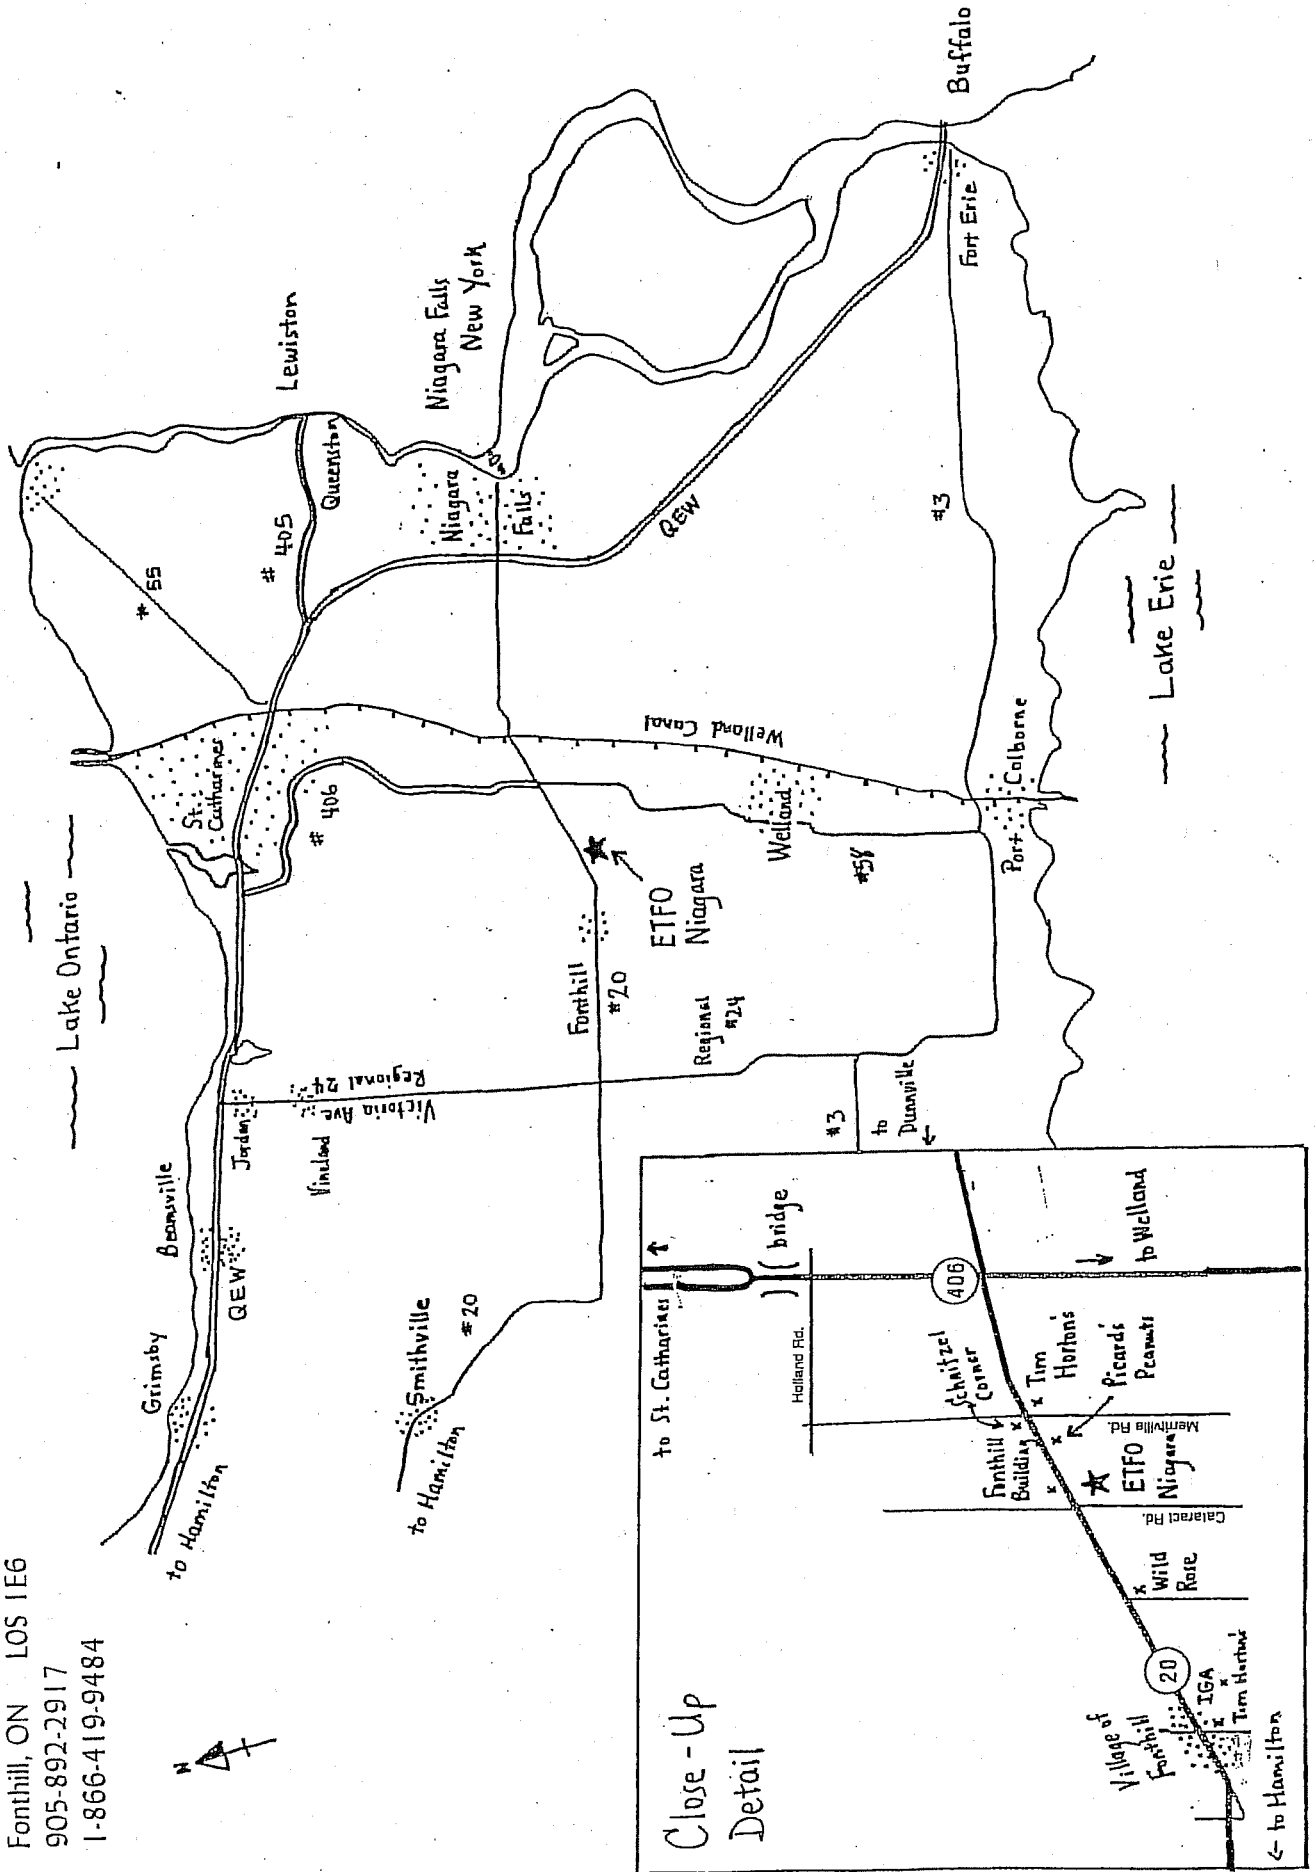 Fonthill, ON LOS 1E6
905-892-2917
1-866-419-9484
N
Lake Ontario
Grimsby
to Hamilton
Beamsville
QEW
Jordan
Vineland
Victoria Ave.
Regional 24
St.
Catharines
# 406
# 55
# 405
Queenston
Lewiston
Niagara
Falls
Niagara Falls
New York
QEW
Smithville
#20
to Hamilton
Fonthill
#20
ETFO
Niagara
Regional
#24
Welland Canal
Welland
#58
#3
to
Dunnville
←
Port
Colborne
#3
Fort Erie
Buffalo
Lake Erie
Close-Up
Detail
to St. Catharines
→
bridge
Holland Rd.
406
to Welland
Schnitzel
Corner
Tim
Horton's
Picard's
Peanuts
Merrittville Rd.
Fonthill
Building
ETFO
Niagara
Cataract Rd.
Wild
Rose
20
Village of
Fonthill
IGA
Tim Horton's
← to Hamilton